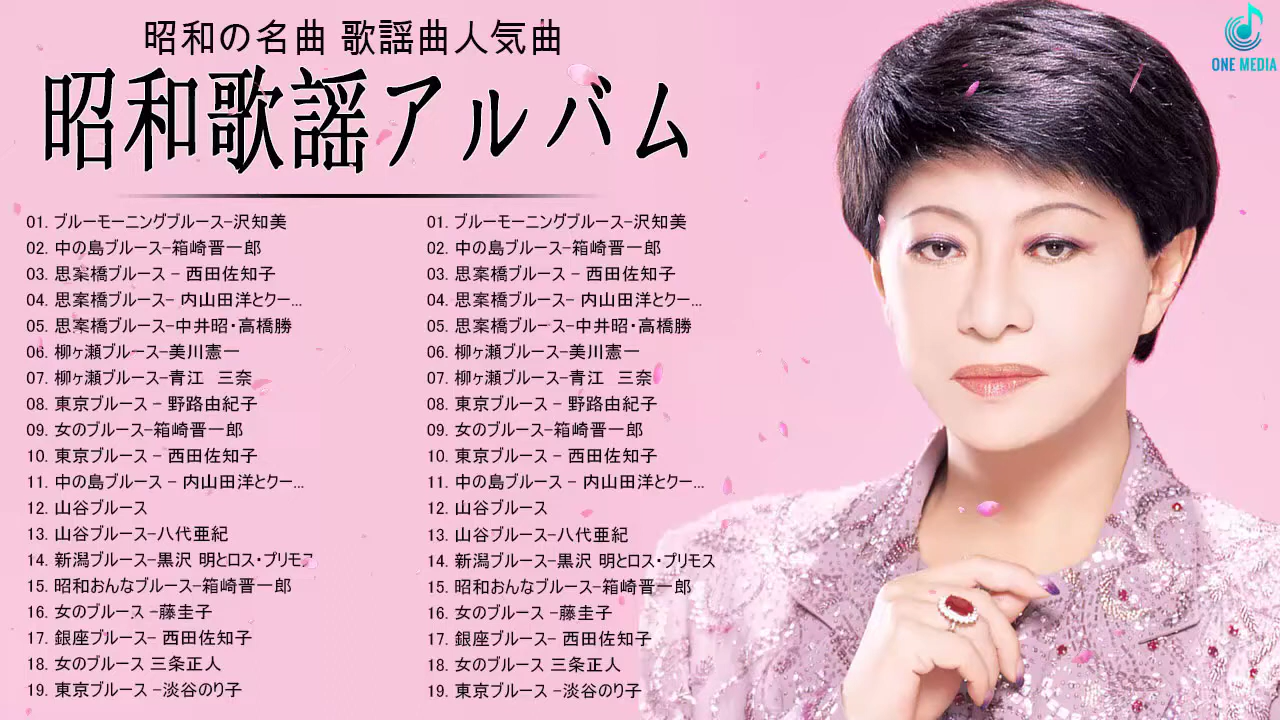 昭和の名曲 歌謡曲人気曲
昭和歌謡アルバム
ONE MEDIA
01. ブルーモーニングブルース-沢知美
02. 中の島ブルース-箱崎晋一郎
03. 思案橋ブルース - 西田佐知子
04. 思案橋ブルース- 内山田洋とクー...
05. 思案橋ブルース-中井昭・高橋勝
06. 柳ヶ瀬ブルース-美川憲一
07. 柳ヶ瀬ブルース-青江　三奈
08. 東京ブルース - 野路由紀子
09. 女のブルース-箱崎晋一郎
10. 東京ブルース - 西田佐知子
11. 中の島ブルース - 内山田洋とクー...
12. 山谷ブルース
13. 山谷ブルース-八代亜紀
14. 新潟ブルース-黒沢 明とロス・プリモス
15. 昭和おんなブルース-箱崎晋一郎
16. 女のブルース -藤圭子
17. 銀座ブルース- 西田佐知子
18. 女のブルース 三条正人
19. 東京ブルース -淡谷のり子
01. ブルーモーニングブルース-沢知美
02. 中の島ブルース-箱崎晋一郎
03. 思案橋ブルース - 西田佐知子
04. 思案橋ブルース- 内山田洋とクー...
05. 思案橋ブルース-中井昭・高橋勝
06. 柳ヶ瀬ブルース-美川憲一
07. 柳ヶ瀬ブルース-青江　三奈
08. 東京ブルース - 野路由紀子
09. 女のブルース-箱崎晋一郎
10. 東京ブルース - 西田佐知子
11. 中の島ブルース - 内山田洋とクー...
12. 山谷ブルース
13. 山谷ブルース-八代亜紀
14. 新潟ブルース-黒沢 明とロス・プリモス
15. 昭和おんなブルース-箱崎晋一郎
16. 女のブルース -藤圭子
17. 銀座ブルース- 西田佐知子
18. 女のブルース 三条正人
19. 東京ブルース -淡谷のり子